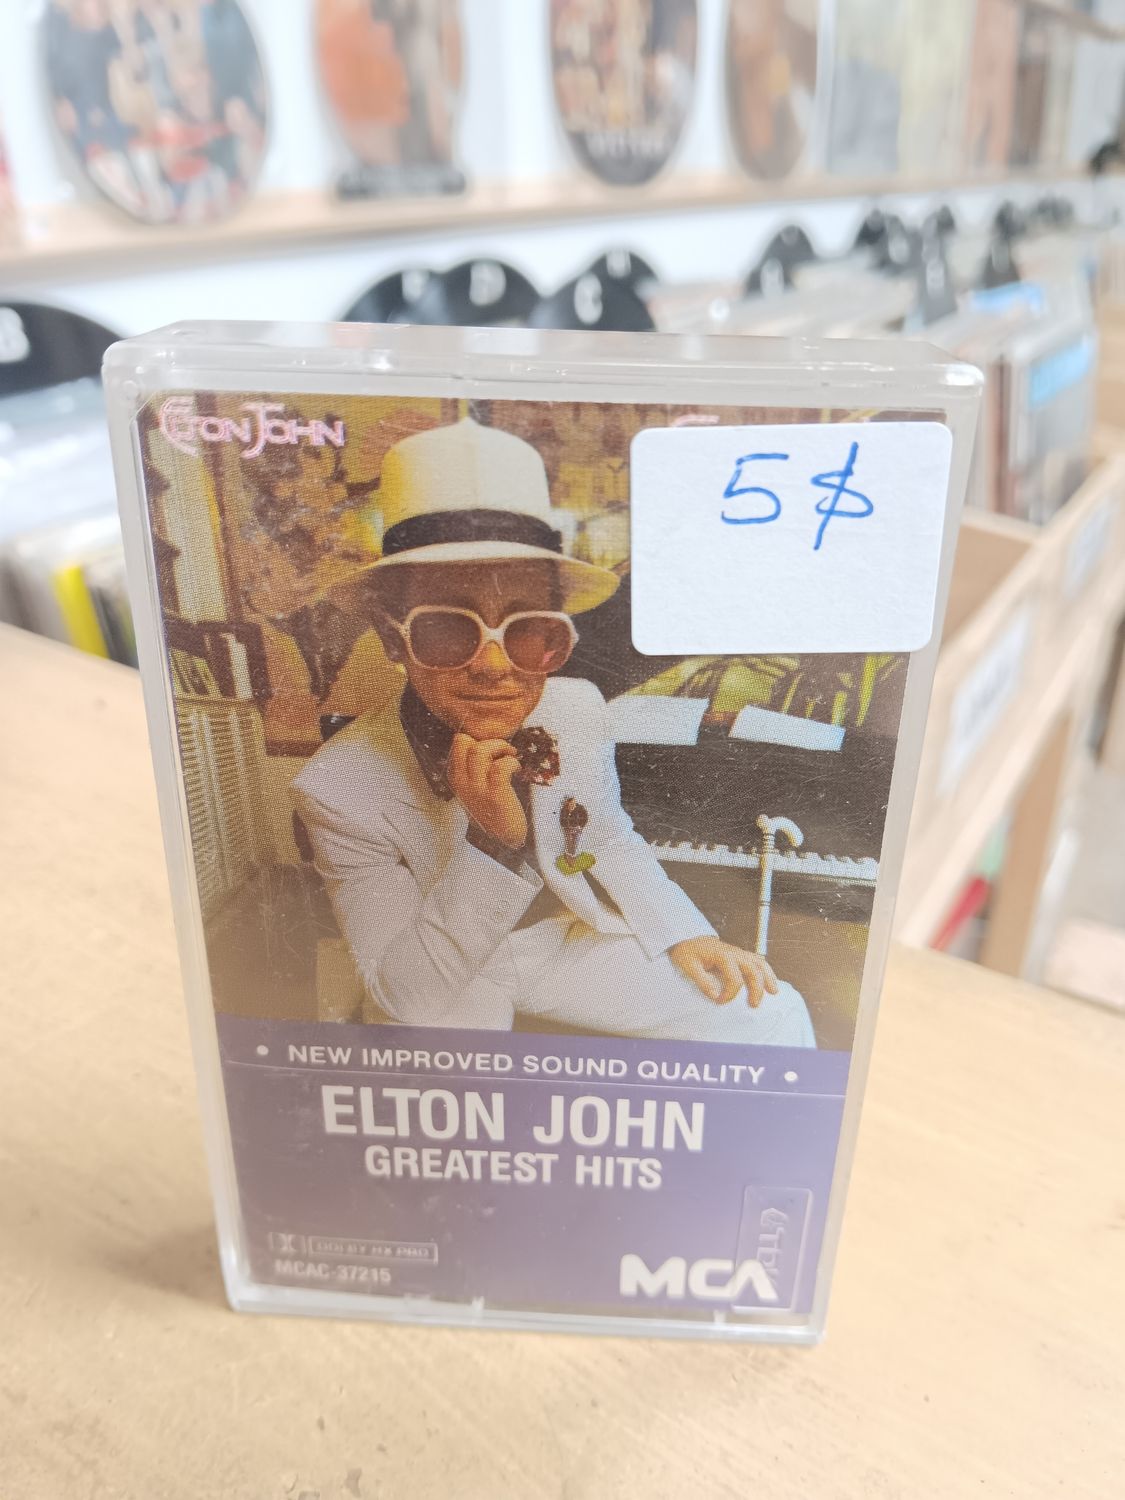 ELTON JOHN
5$
• NEW IMPROVED SOUND QUALITY •
ELTON JOHN
GREATEST HITS
DOLBY HX PRO
MCAC-37215
MCA
B
C